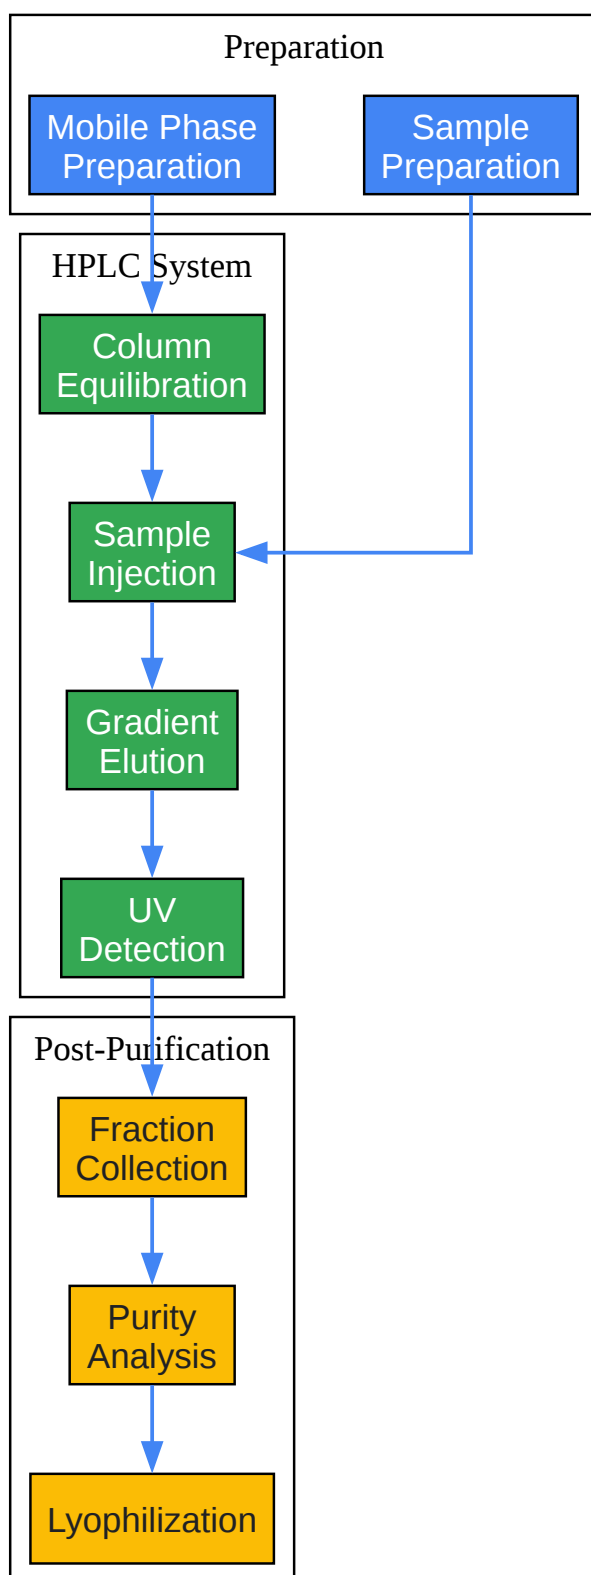 Preparation
Mobile Phase
Preparation
Sample
Preparation
HPLC System
Column
Equilibration
Sample
Injection
Gradient
Elution
UV
Detection
Post-Purification
Fraction
Collection
Purity
Analysis
Lyophilization